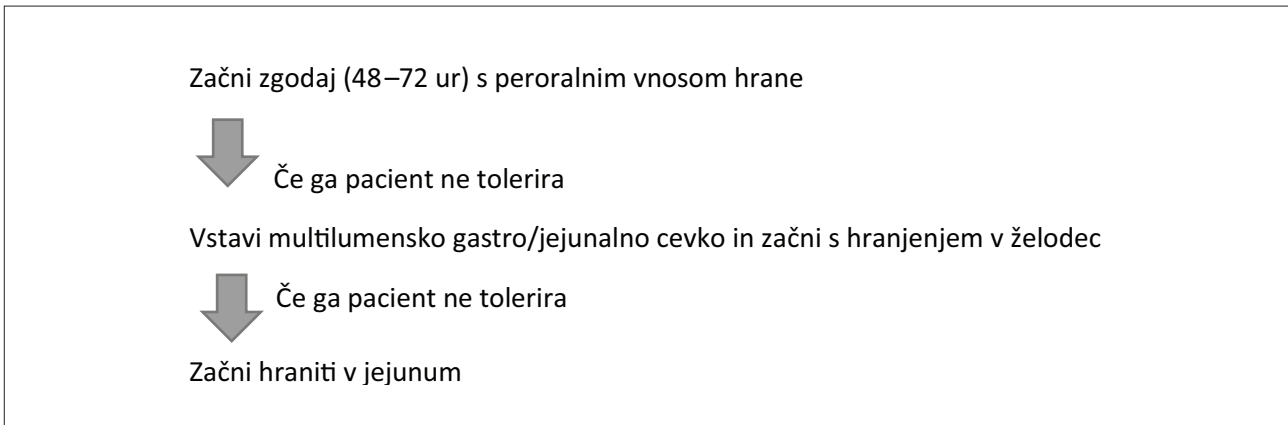 Začni zgodaj (48–72 ur) s peroralnim vnosom hrane
Če ga pacient ne tolerira
Vstavi multilumensko gastro/jejunalno cevko in začni s hranjenjem v želodec
Če ga pacient ne tolerira
Začni hraniti v jejunum